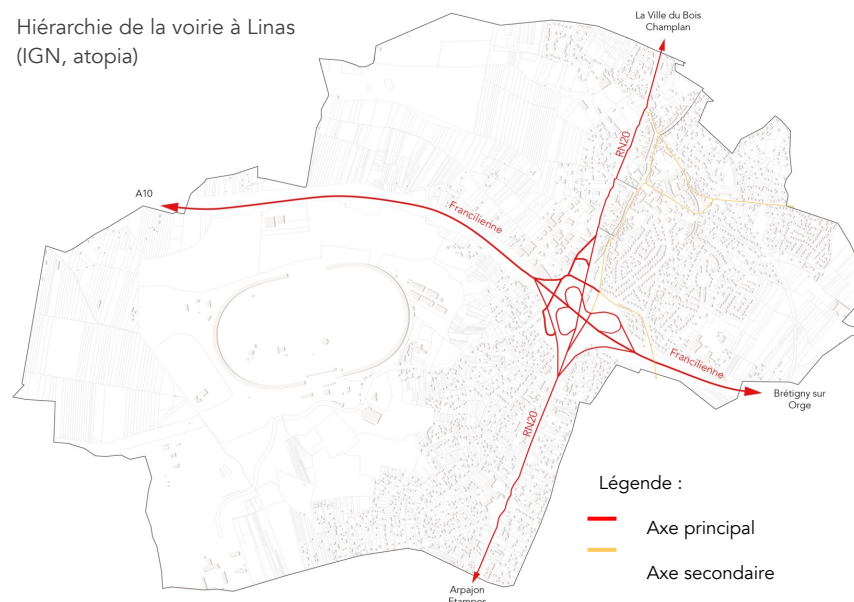 Hiérarchie de la voirie à Linas
(IGN, atopia)
La Ville du Bois
Champlan
RN20
A10
Francilienne
Francilienne
Brétigny sur
Orge
RN20
Légende :
Axe principal
Axe secondaire
Arpajon
Etampes